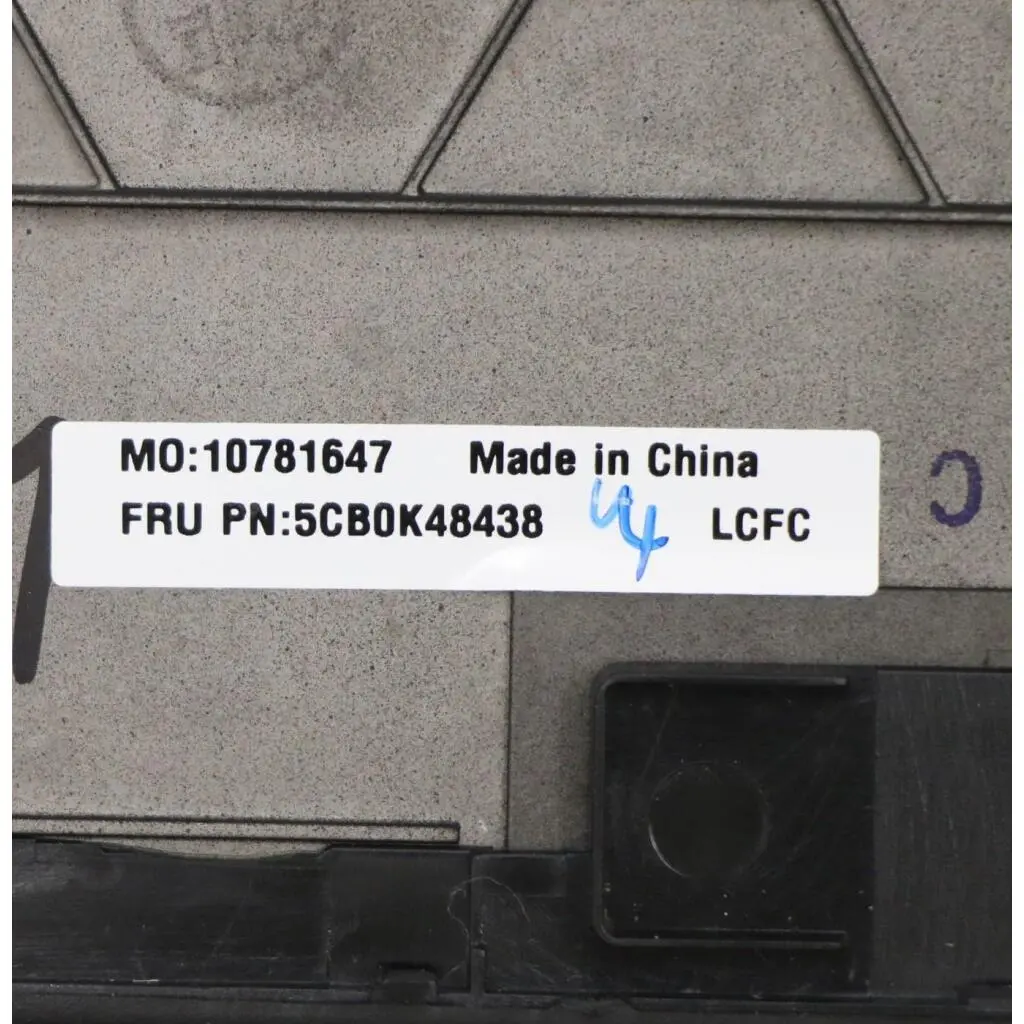 MO:10781647 Made in China
FRU PN:5CB0K48438 LCFC